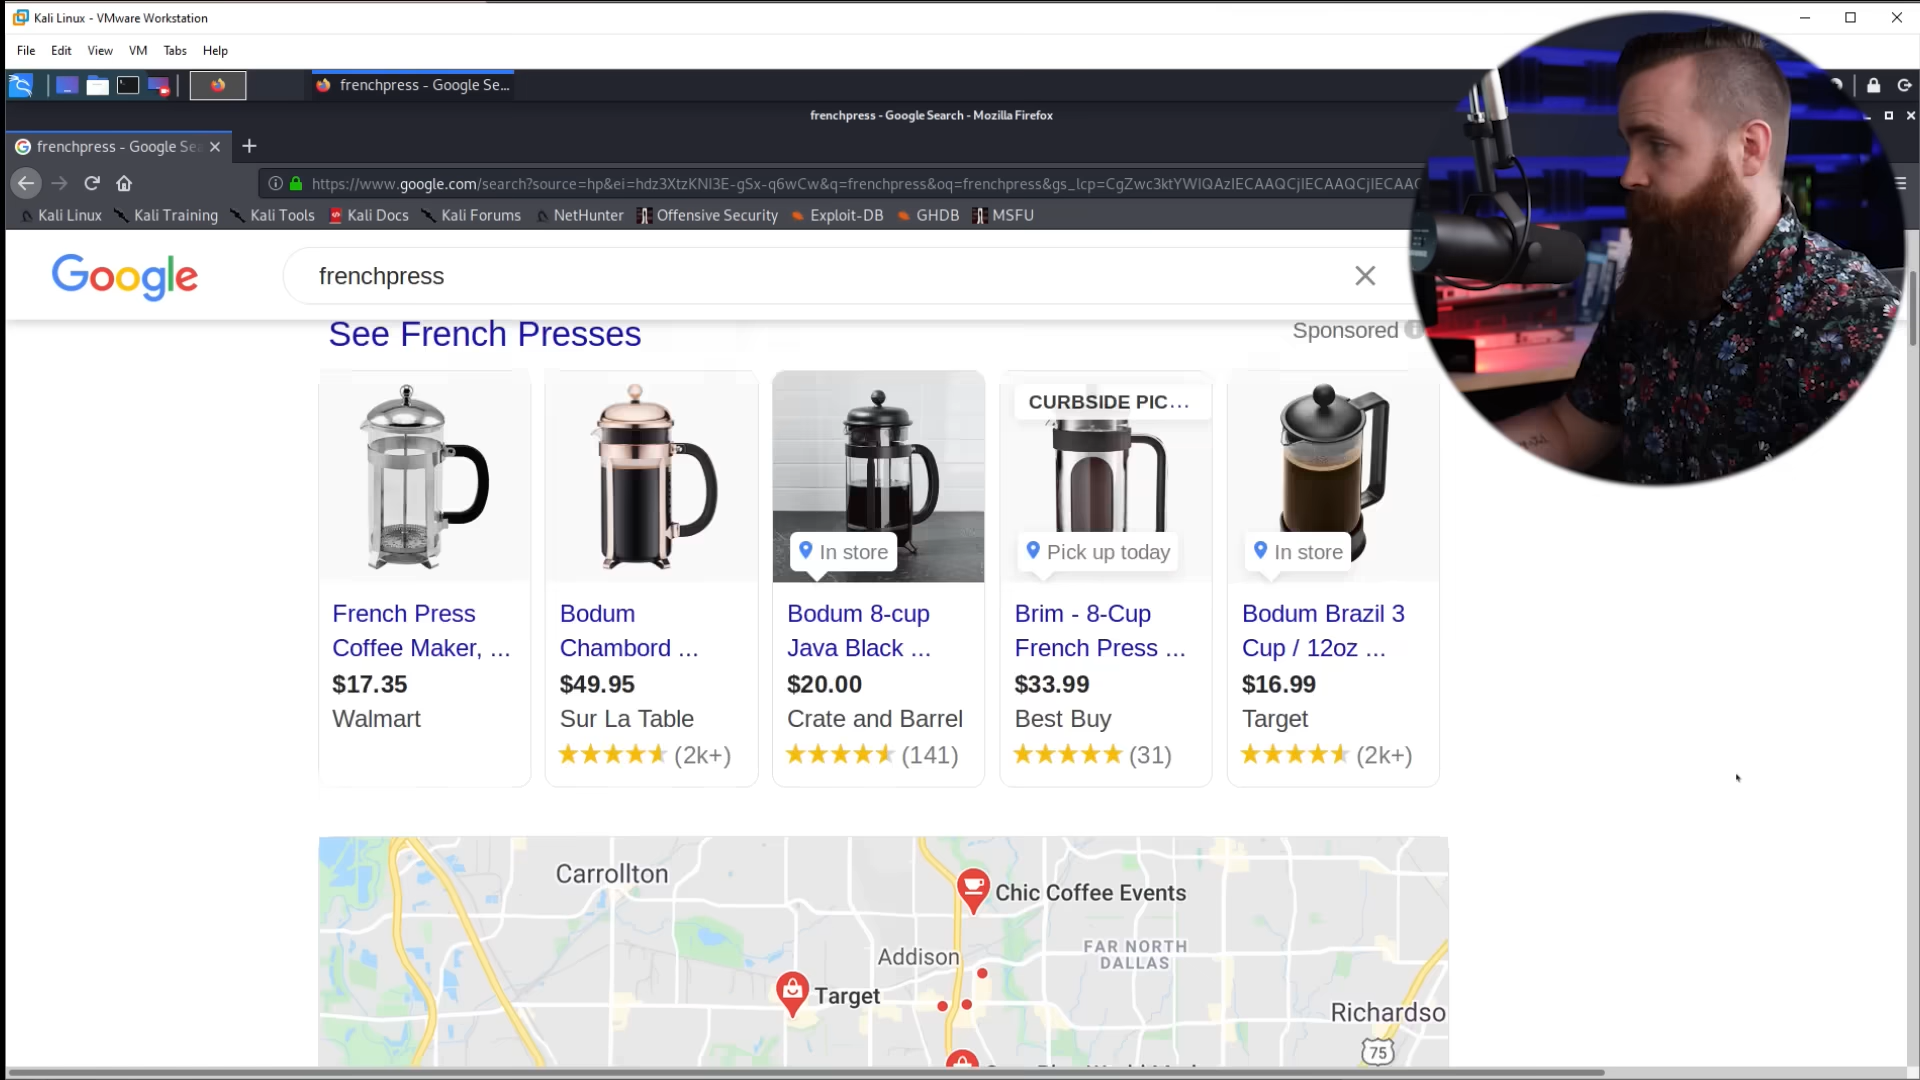 Kali Linux - VMware Workstation
File Edit View VM Tabs Help
frenchpress - Google Se...
frenchpress - Google Search - Mozilla Firefox
frenchpress - Google Sea
https://www.google.com/search?source=hp&ei=hdz3XtzKNI3E-gSx-q6wCw&q=frenchpress&oq=frenchpress&gs_lcp=CgZwc3ktYWIQAzIECAAQCjIECAAQCjIECAAQC
Kali Linux Kali Training Kali Tools Kali Docs Kali Forums NetHunter Offensive Security Exploit-DB GHDB MSFU
Google
frenchpress
See French Presses
Sponsored
CURBSIDE PIC...
In store
Pick up today
In store
French Press
Coffee Maker, ...
$17.35
Walmart
Bodum
Chambord ...
$49.95
Sur La Table
(2k+)
Bodum 8-cup
Java Black ...
$20.00
Crate and Barrel
(141)
Brim - 8-Cup
French Press ...
$33.99
Best Buy
(31)
Bodum Brazil 3
Cup / 12oz ...
$16.99
Target
(2k+)
Carrollton
Chic Coffee Events
Addison
FAR NORTH
DALLAS
Target
Richardso
75